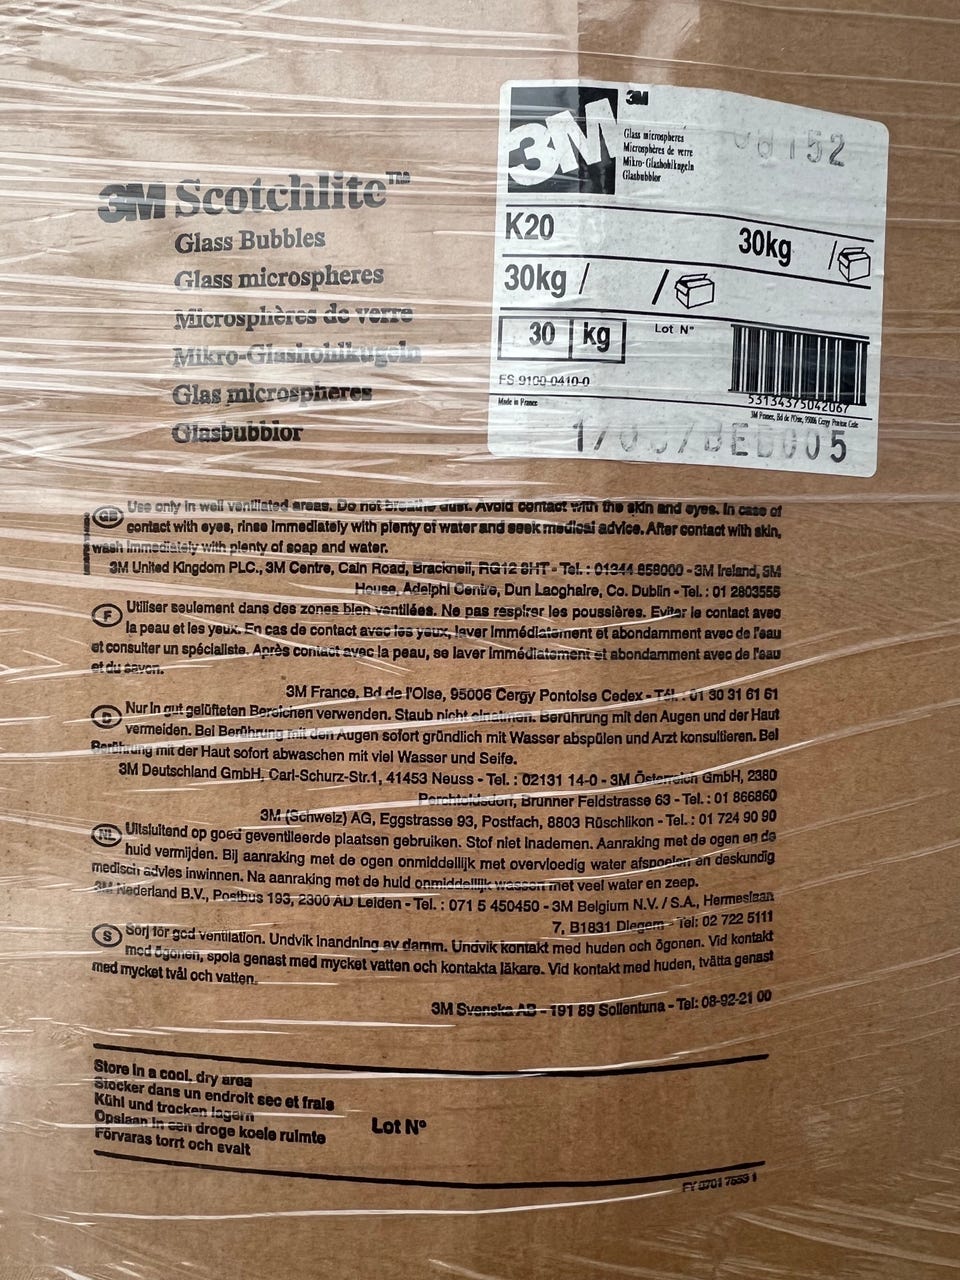 3M Scotchlite™
Glass Bubbles
Glass microspheres
Microsphères de verre
Mikro-Glashohlkugeln
Glas microspheres
Glasbubblor
3M
3M
Glass microspheres
Microsphères de verre
Mikro-Glashohlkugeln
Glasbubblor
152
K20
30kg /
30kg / /
30 kg
Lot N°
FS-9100-0410-0
Made in France
53134375042067
3M France, Bd de l'Oise, 95006 Cergy Pontoise Cedex
005
GB Use only in well ventilated areas. Do not breathe dust. Avoid contact with the skin and eyes. In case of
contact with eyes, rinse immediately with plenty of water and seek medical advice. After contact with skin,
wash immediately with plenty of soap and water.
3M United Kingdom PLC., 3M Centre, Cain Road, Bracknell, RG12 8HT - Tel. : 01344 858000 - 3M Ireland, 3M
House, Adelphi Centre, Dun Laoghaire, Co. Dublin - Tel. : 01 2803555
F Utiliser seulement dans des zones bien ventilées. Ne pas respirer les poussières. Eviter le contact avec
la peau et les yeux. En cas de contact avec les yeux, laver immédiatement et abondamment avec de l'eau
et consulter un spécialiste. Après contact avec la peau, se laver immédiatement et abondamment avec de l'eau
et du savon.
3M France, Bd de l'Oise, 95006 Cergy Pontoise Cedex - Tél. : 01 30 31 61 61
D Nur in gut gelüfteten Bereichen verwenden. Staub nicht einatmen. Berührung mit den Augen und der Haut
vermeiden. Bei Berührung mit den Augen sofort gründlich mit Wasser abspülen und Arzt konsultieren. Bei
Berührung mit der Haut sofort abwaschen mit viel Wasser und Seife.
3M Deutschland GmbH, Carl-Schurz-Str.1, 41453 Neuss - Tel. : 02131 14-0 - 3M Österreich GmbH, 2380
Perchtoldsdorf, Brunner Feldstrasse 63 - Tel. : 01 866860
3M (Schweiz) AG, Eggstrasse 93, Postfach, 8803 Rüschlikon - Tel. : 01 724 90 90
NL Uitsluitend op goed geventileerde plaatsen gebruiken. Stof niet inademen. Aanraking met de ogen en de
huid vermijden. Bij aanraking met de ogen onmiddellijk met overvloedig water afspoelen en deskundig
medisch advies inwinnen. Na aanraking met de huid onmiddellijk wassen met veel water en zeep.
3M Nederland B.V., Postbus 193, 2300 AD Leiden - Tel. : 071 5 450450 - 3M Belgium N.V. / S.A., Hermeslaan
7, B1831 Diegem - Tel: 02 722 5111
S Sörj för god ventilation. Undvik inandning av damm. Undvik kontakt med huden och ögonen. Vid kontakt
med ögonen, spola genast med mycket vatten och kontakta läkare. Vid kontakt med huden, tvätta genast
med mycket tvål och vatten.
3M Svenska AB - 191 89 Sollentuna - Tel: 08-92-21 00
Store in a cool, dry area
Stocker dans un endroit sec et frais
Kühl und trocken lagern
Opslaan in een droge koele ruimte
Förvaras torrt och svalt
Lot N°